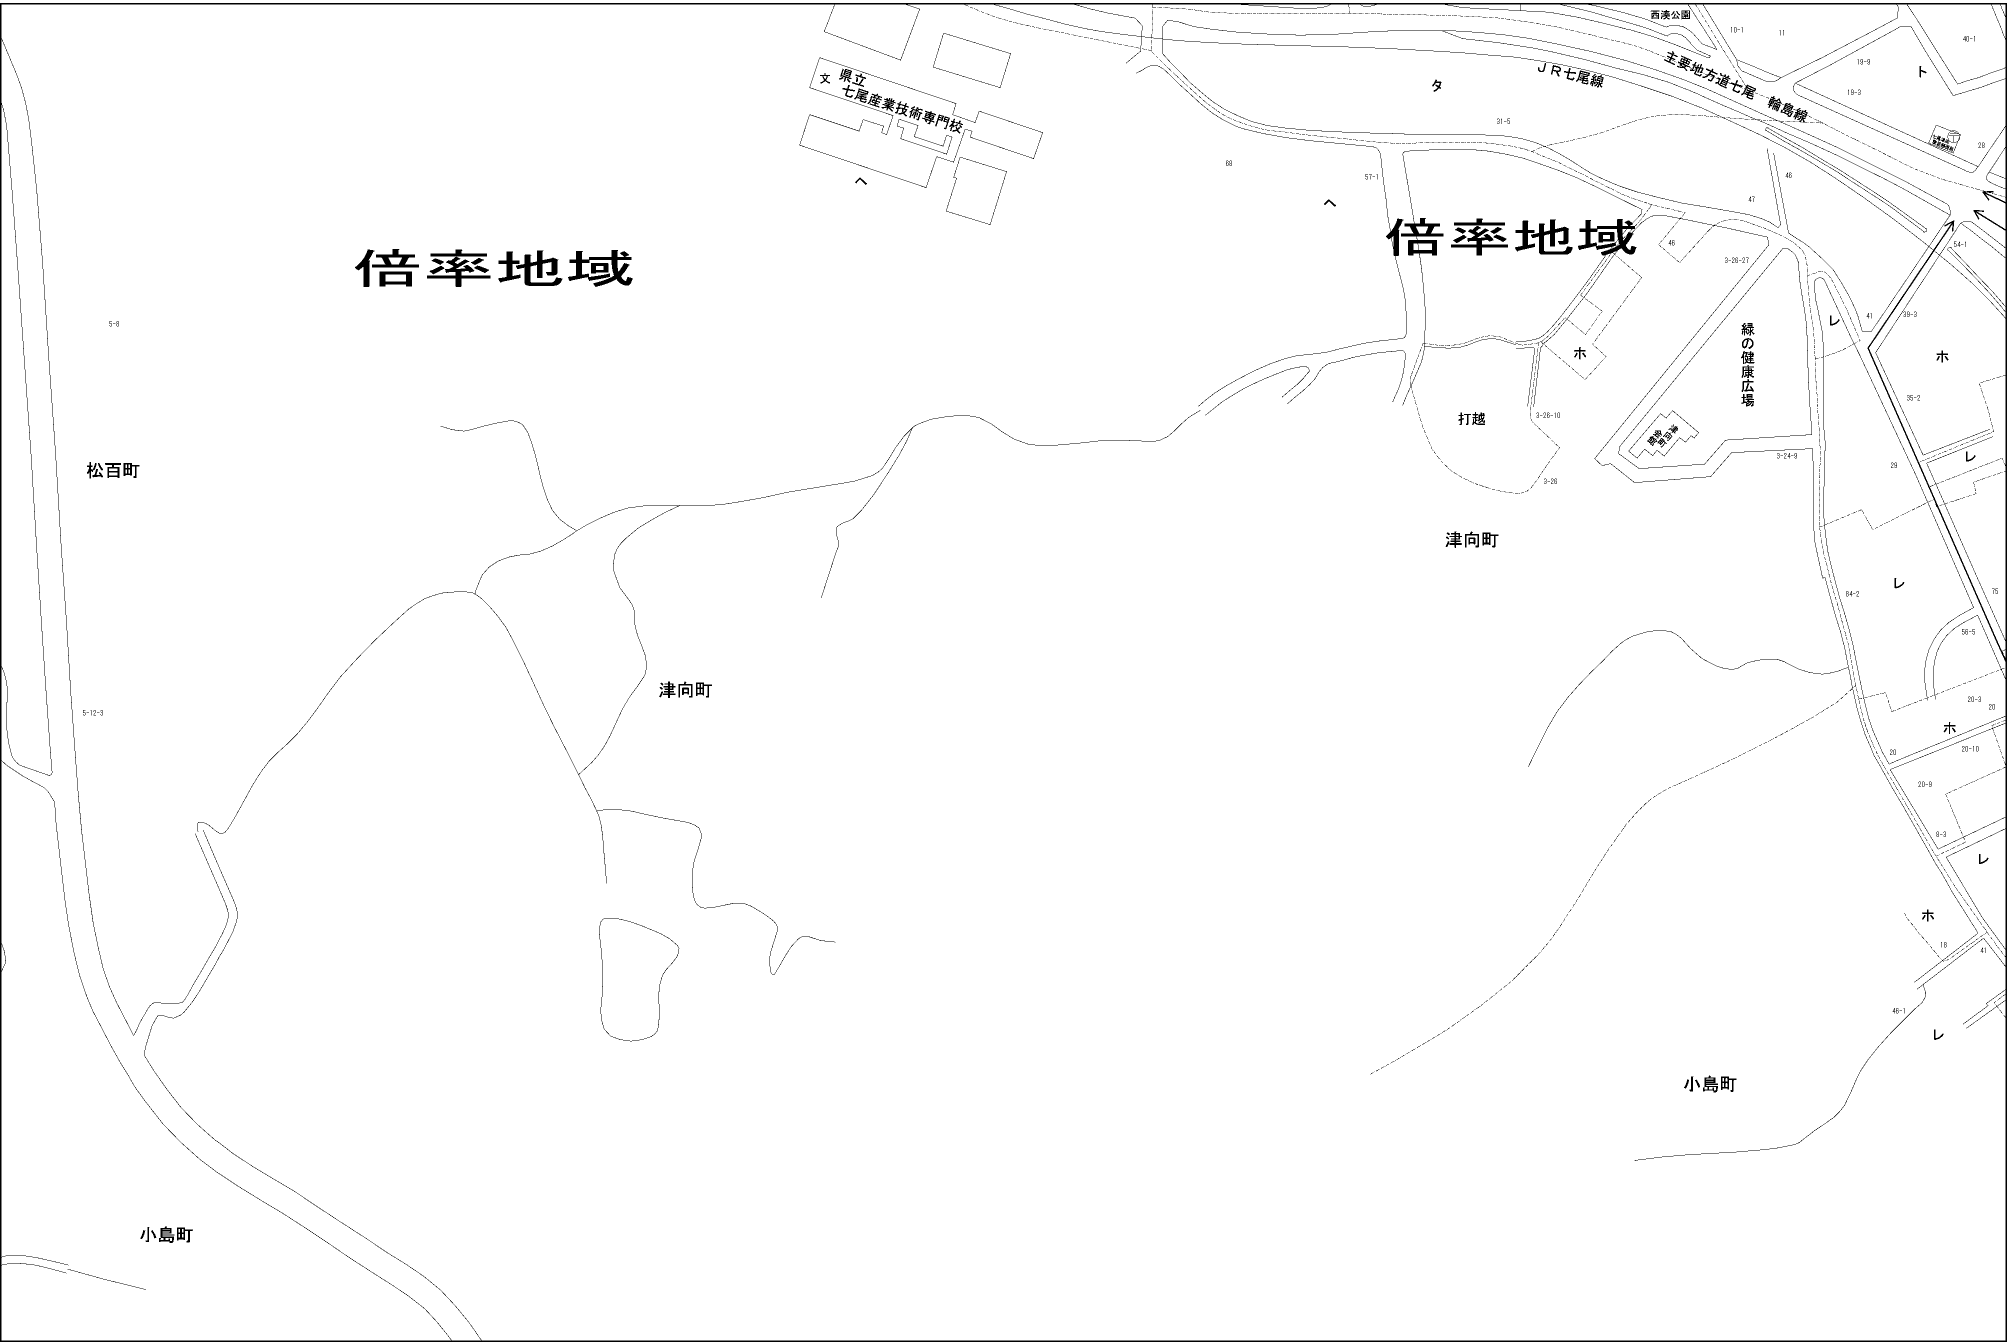 西湊公園
10-1
11
40-1
19-9
ト
主要地方道七尾 輪島線
JR七尾線
文 県立
七尾産業技術専門校
タ
19-3
31-5
28
68
57-1
46
ヘ
ヘ
47
倍率地域
倍率地域
46
54-1
3-26-27
5-8
39-3
41
レ
緑の健康広場
ホ
ホ
35-2
打越
3-26-10
津向町
会館
松百町
3-24-9
レ
29
3-26
津向町
レ
84-2
75
56-5
津向町
20-3
20
5-12-3
ホ
20
20-10
20-9
9-3
レ
ホ
18
41
46-1
レ
小島町
小島町